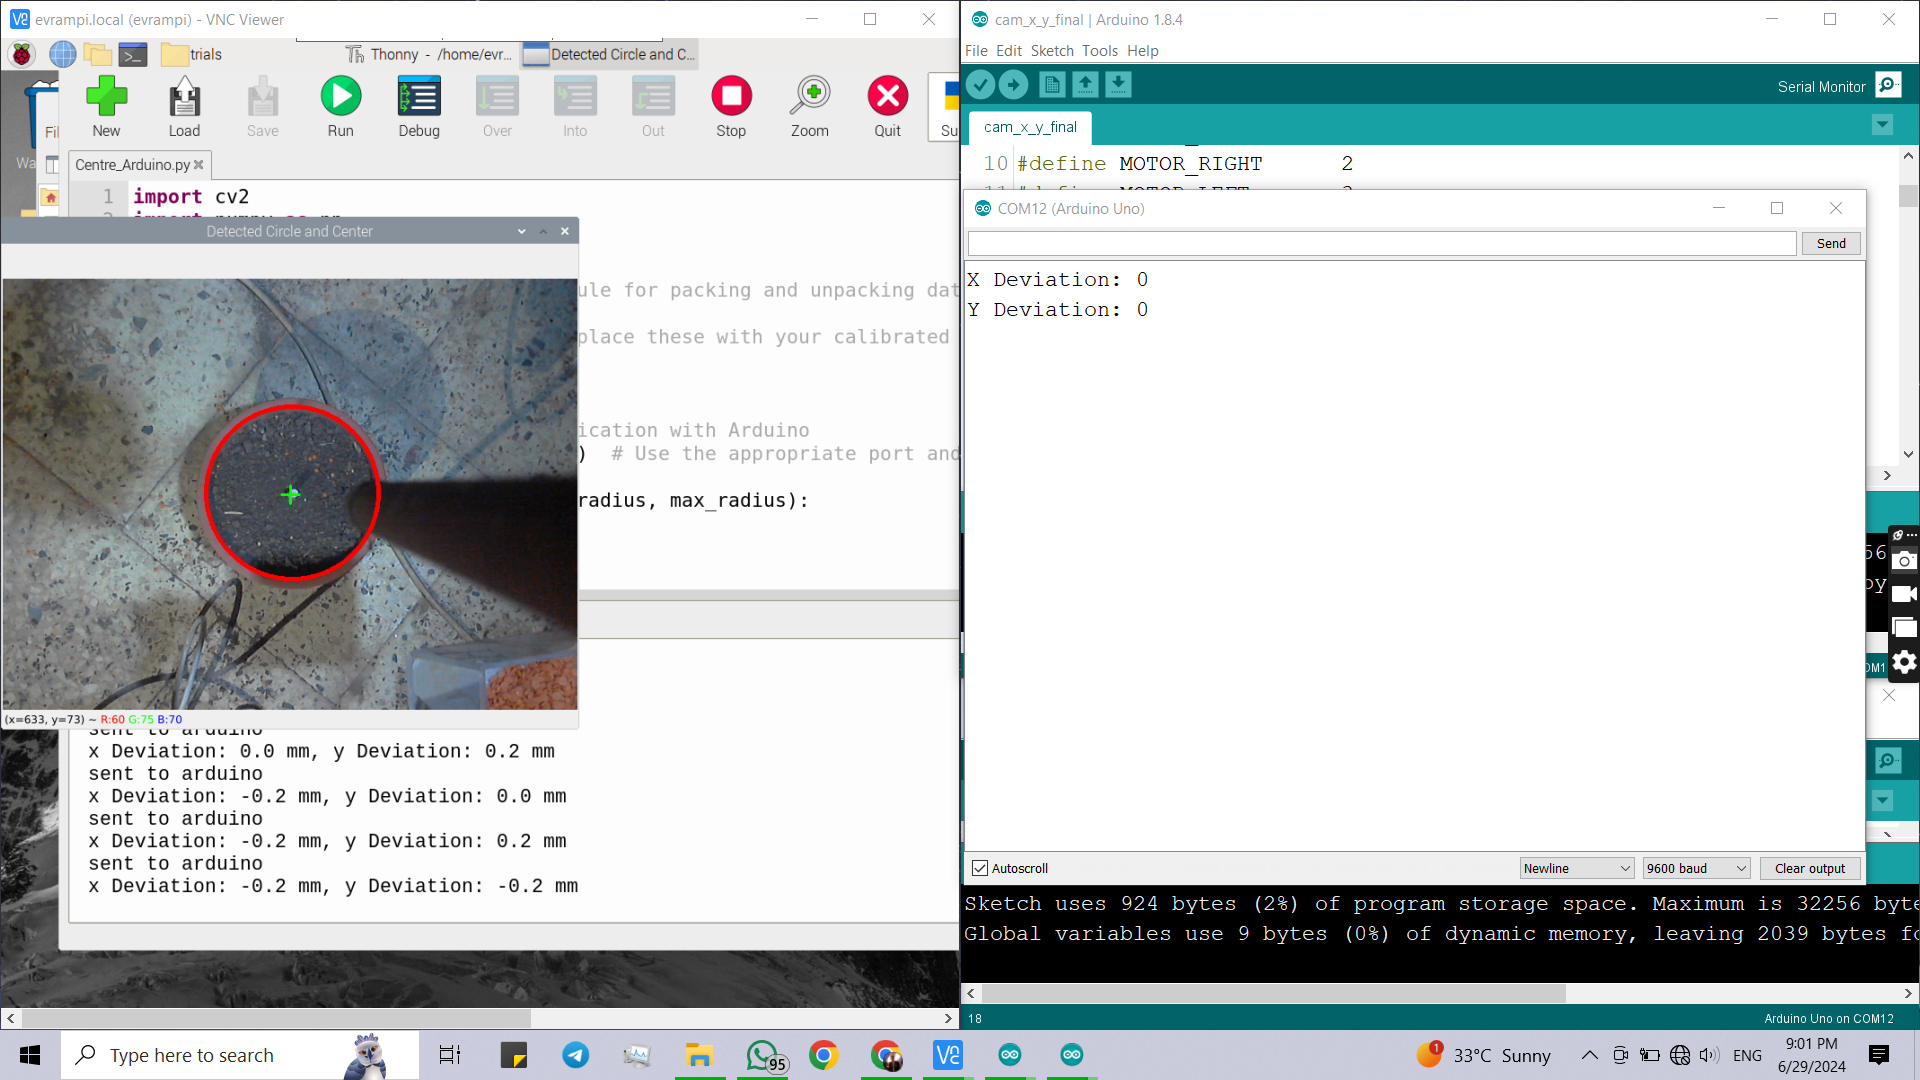 evrampi.local (evrampi) - VNC Viewer
trials
Thonny - /home/evr...
Detected Circle and C...
New
Load
Save
Run
Debug
Over
Into
Out
Stop
Zoom
Quit
Centre_Arduino.py
1 import cv2
Detected Circle and Center
ule for packing and unpacking dat
place these with your calibrated
ication with Arduino
) # Use the appropriate port and
radius, max_radius):
(x=633, y=73) ~ R:60 G:75 B:70
sent to arduino
x Deviation: 0.0 mm, y Deviation: 0.2 mm
sent to arduino
x Deviation: -0.2 mm, y Deviation: 0.0 mm
sent to arduino
x Deviation: -0.2 mm, y Deviation: 0.2 mm
sent to arduino
x Deviation: -0.2 mm, y Deviation: -0.2 mm
cam_x_y_final | Arduino 1.8.4
File Edit Sketch Tools Help
Serial Monitor
cam_x_y_final
10 #define MOTOR_RIGHT 2
COM12 (Arduino Uno)
Send
X Deviation: 0
Y Deviation: 0
Autoscroll
Newline
9600 baud
Clear output
Sketch uses 924 bytes (2%) of program storage space. Maximum is 32256 byte
Global variables use 9 bytes (0%) of dynamic memory, leaving 2039 bytes fo
18
Arduino Uno on COM12
Type here to search
95
1
33°C Sunny
ENG
9:01 PM
6/29/2024